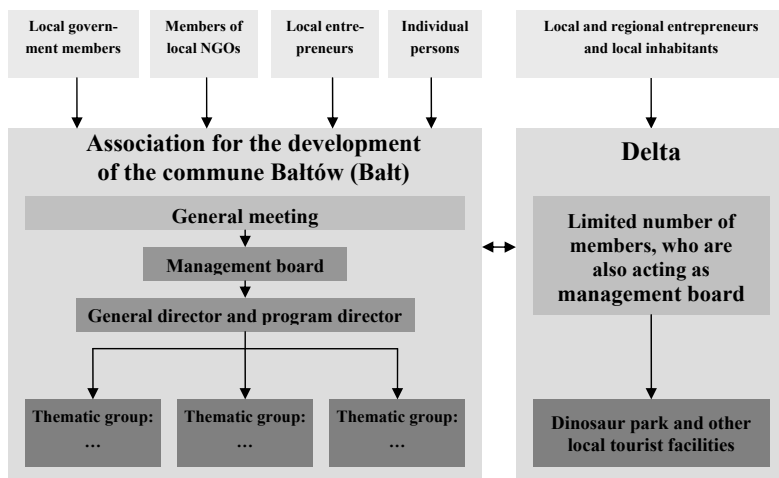 Local govern-
ment members
Members of
local NGOs
Local entre-
preneurs
Individual
persons
Local and regional entrepreneurs
and local inhabitants
Association for the development
of the commune Bałtów (Bałt)
General meeting
Management board
General director and program director
Thematic group:
…
Thematic group:
…
Thematic group:
…
Delta
Limited number of
members, who are
also acting as
management board
Dinosaur park and other
local tourist facilities